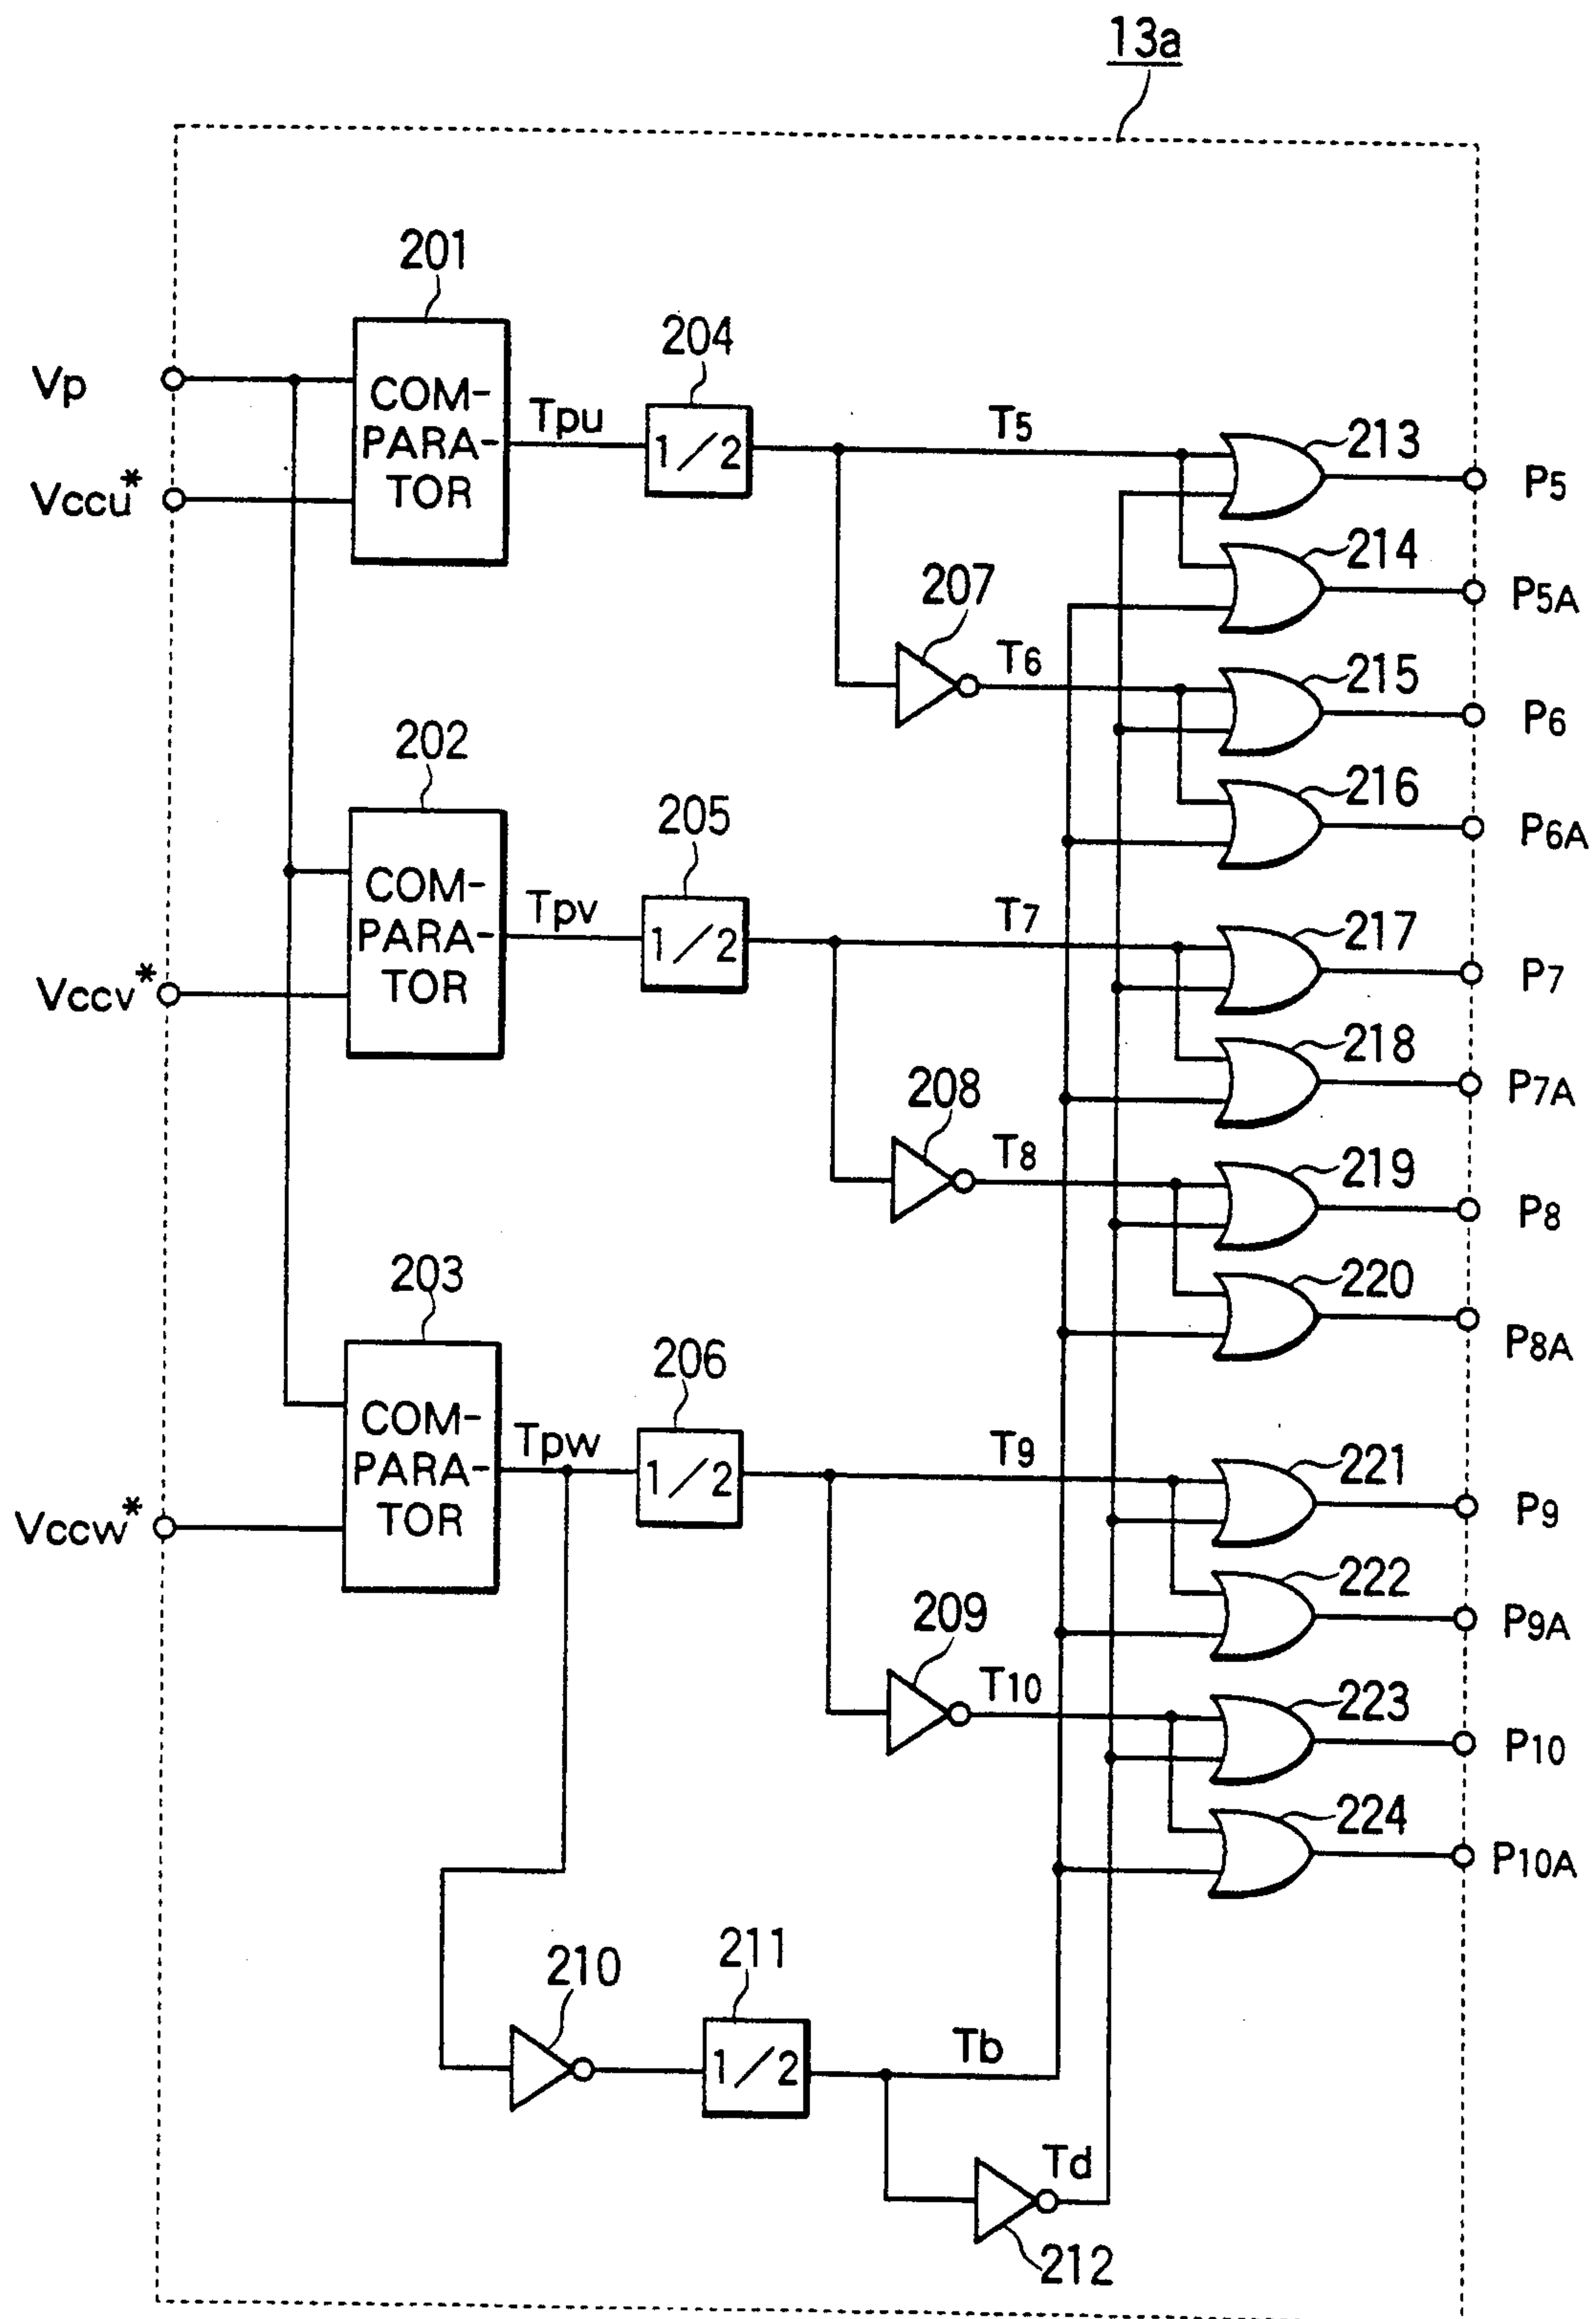 13a
201
204
Vp
COM-
PARA-
TOR
Tpu
1/2
T5
213
P5
Vccu*
214
P5A
207
T6
215
P6
202
216
P6A
205
COM-
PARA-
TOR
Tpv
1/2
T7
217
P7
Vccv*
218
P7A
208
T8
219
P8
203
220
P8A
206
COM-
PARA-
TOR
Tpw
1/2
T9
221
P9
Vccw*
222
P9A
209
T10
223
P10
224
P10A
210
211
1/2
Tb
Td
212